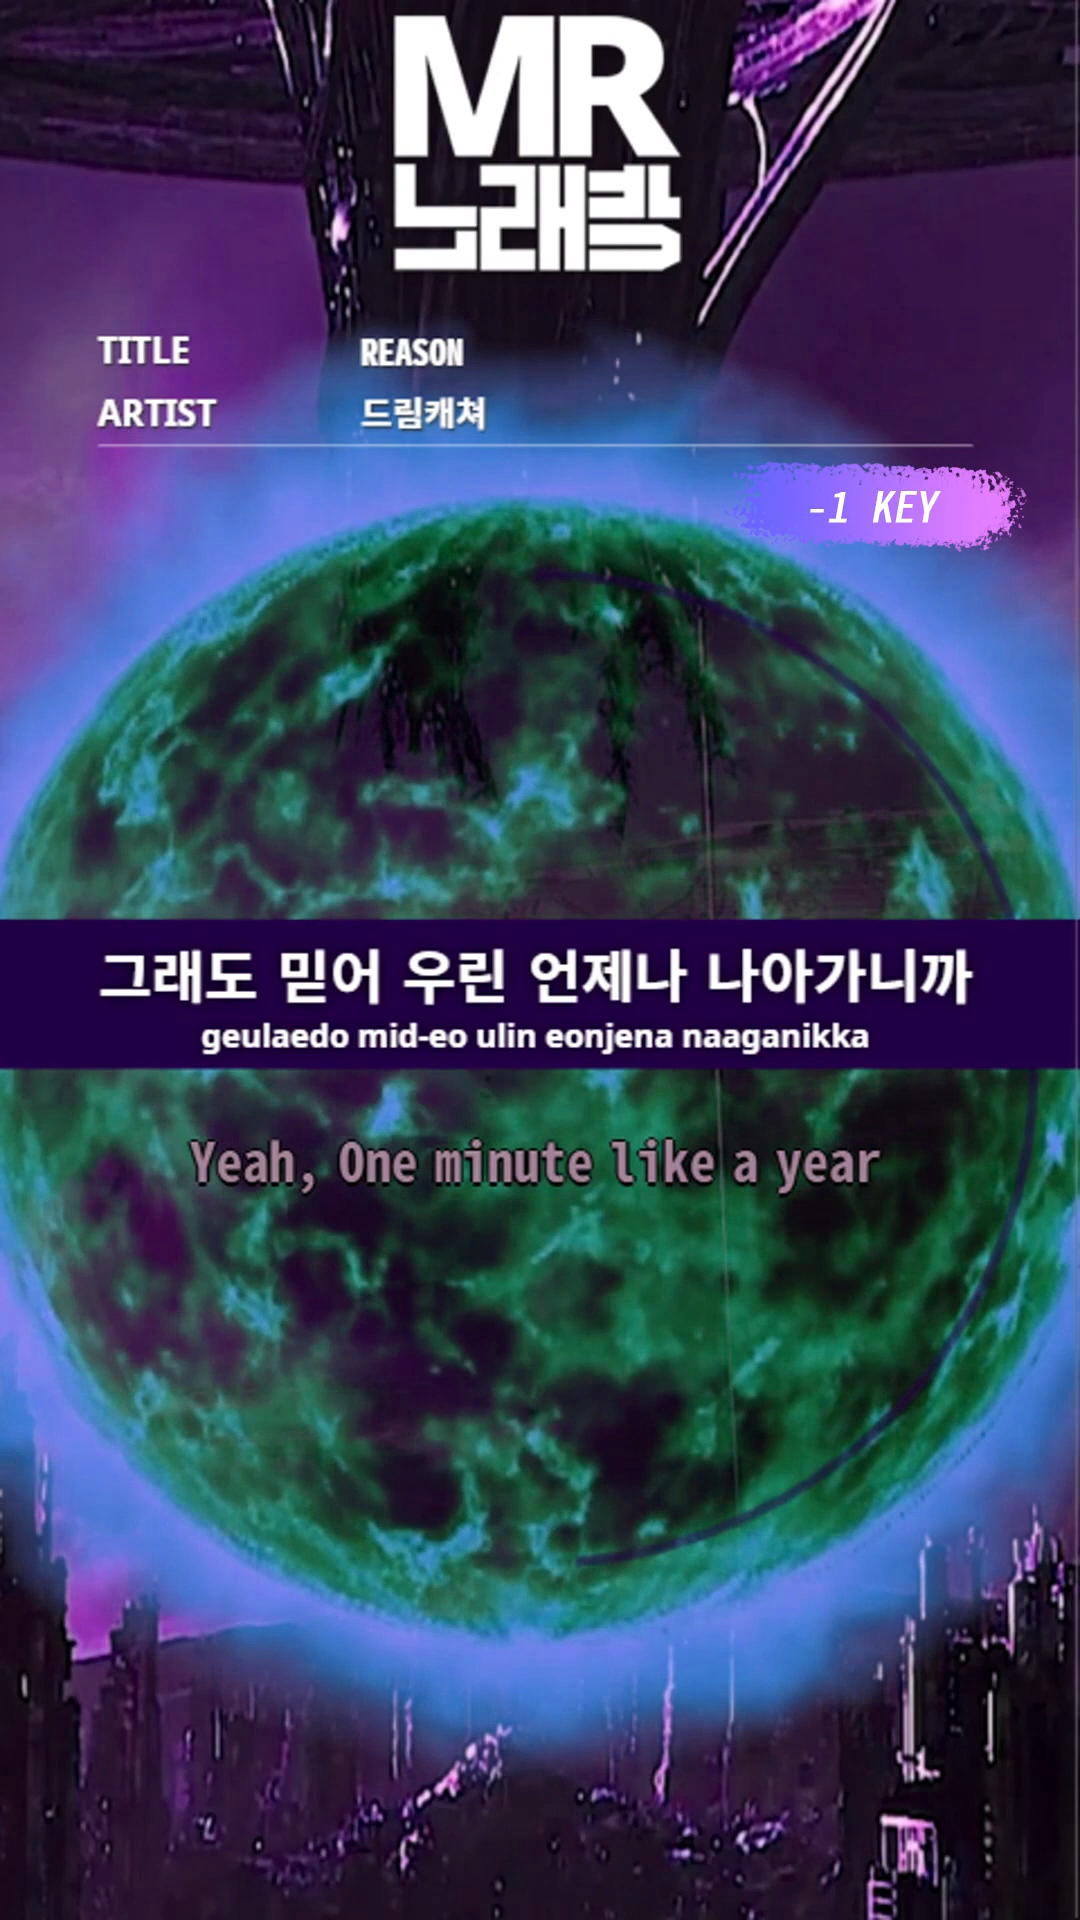 MR
노래방
TITLE REASON
ARTIST 드림캐쳐
-1 KEY
그래도 믿어 우린 언제나 나아가니까
geulaedo mid-eo ulin eonjena naaganikka
Yeah, One minute like a year